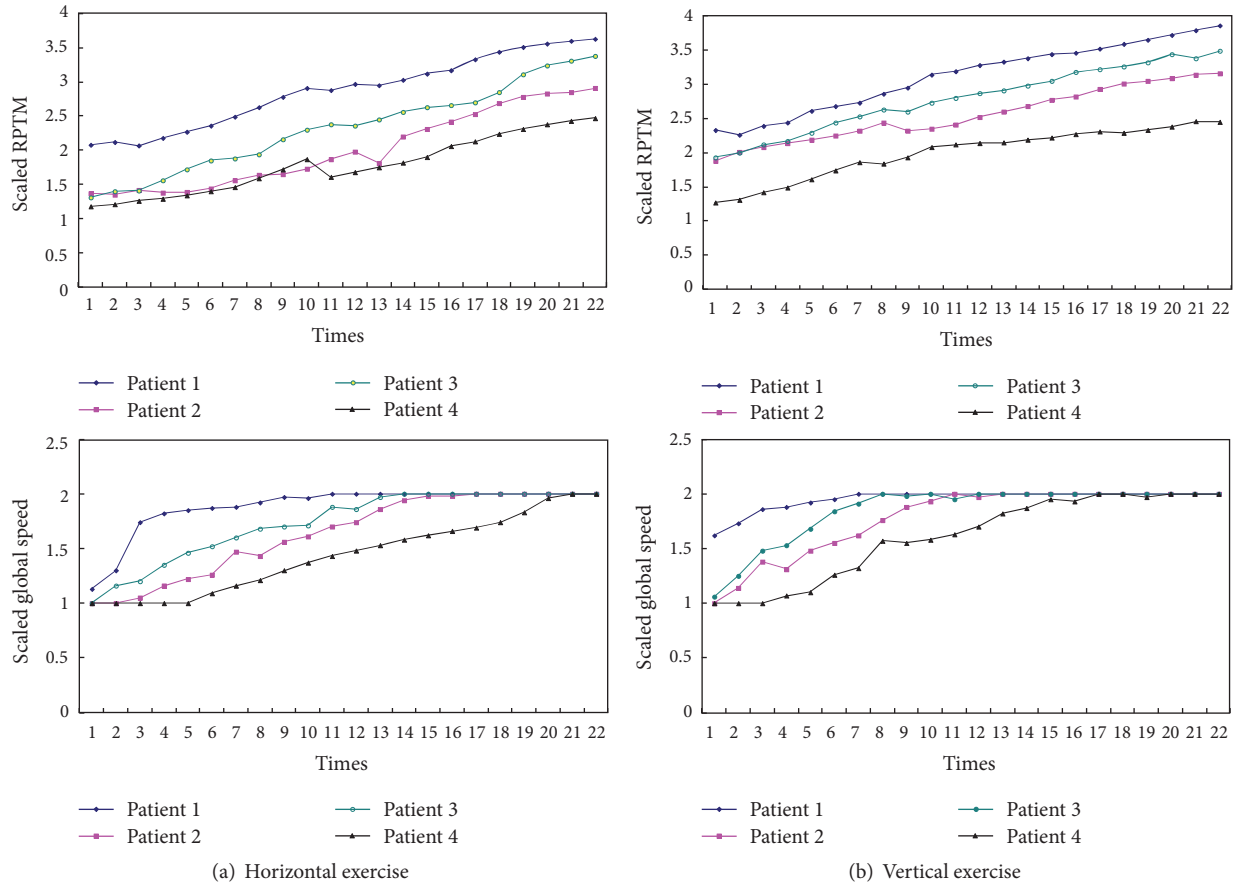 4
3.5
3
2.5
2
1.5
1
0.5
0
Scaled RPTM
1 2 3 4 5 6 7 8 9 10 11 12 13 14 15 16 17 18 19 20 21 22
Times
Patient 1
Patient 2
Patient 3
Patient 4
4
3.5
3
2.5
2
1.5
1
0.5
0
Scaled RPTM
1 2 3 4 5 6 7 8 9 10 11 12 13 14 15 16 17 18 19 20 21 22
Times
Patient 1
Patient 2
Patient 3
Patient 4
2.5
2
1.5
1
0.5
0
Scaled global speed
1 2 3 4 5 6 7 8 9 10 11 12 13 14 15 16 17 18 19 20 21 22
Times
Patient 1
Patient 2
Patient 3
Patient 4
(a) Horizontal exercise
2.5
2
1.5
1
0.5
0
Scaled global speed
1 2 3 4 5 6 7 8 9 10 11 12 13 14 15 16 17 18 19 20 21 22
Times
Patient 1
Patient 2
Patient 3
Patient 4
(b) Vertical exercise